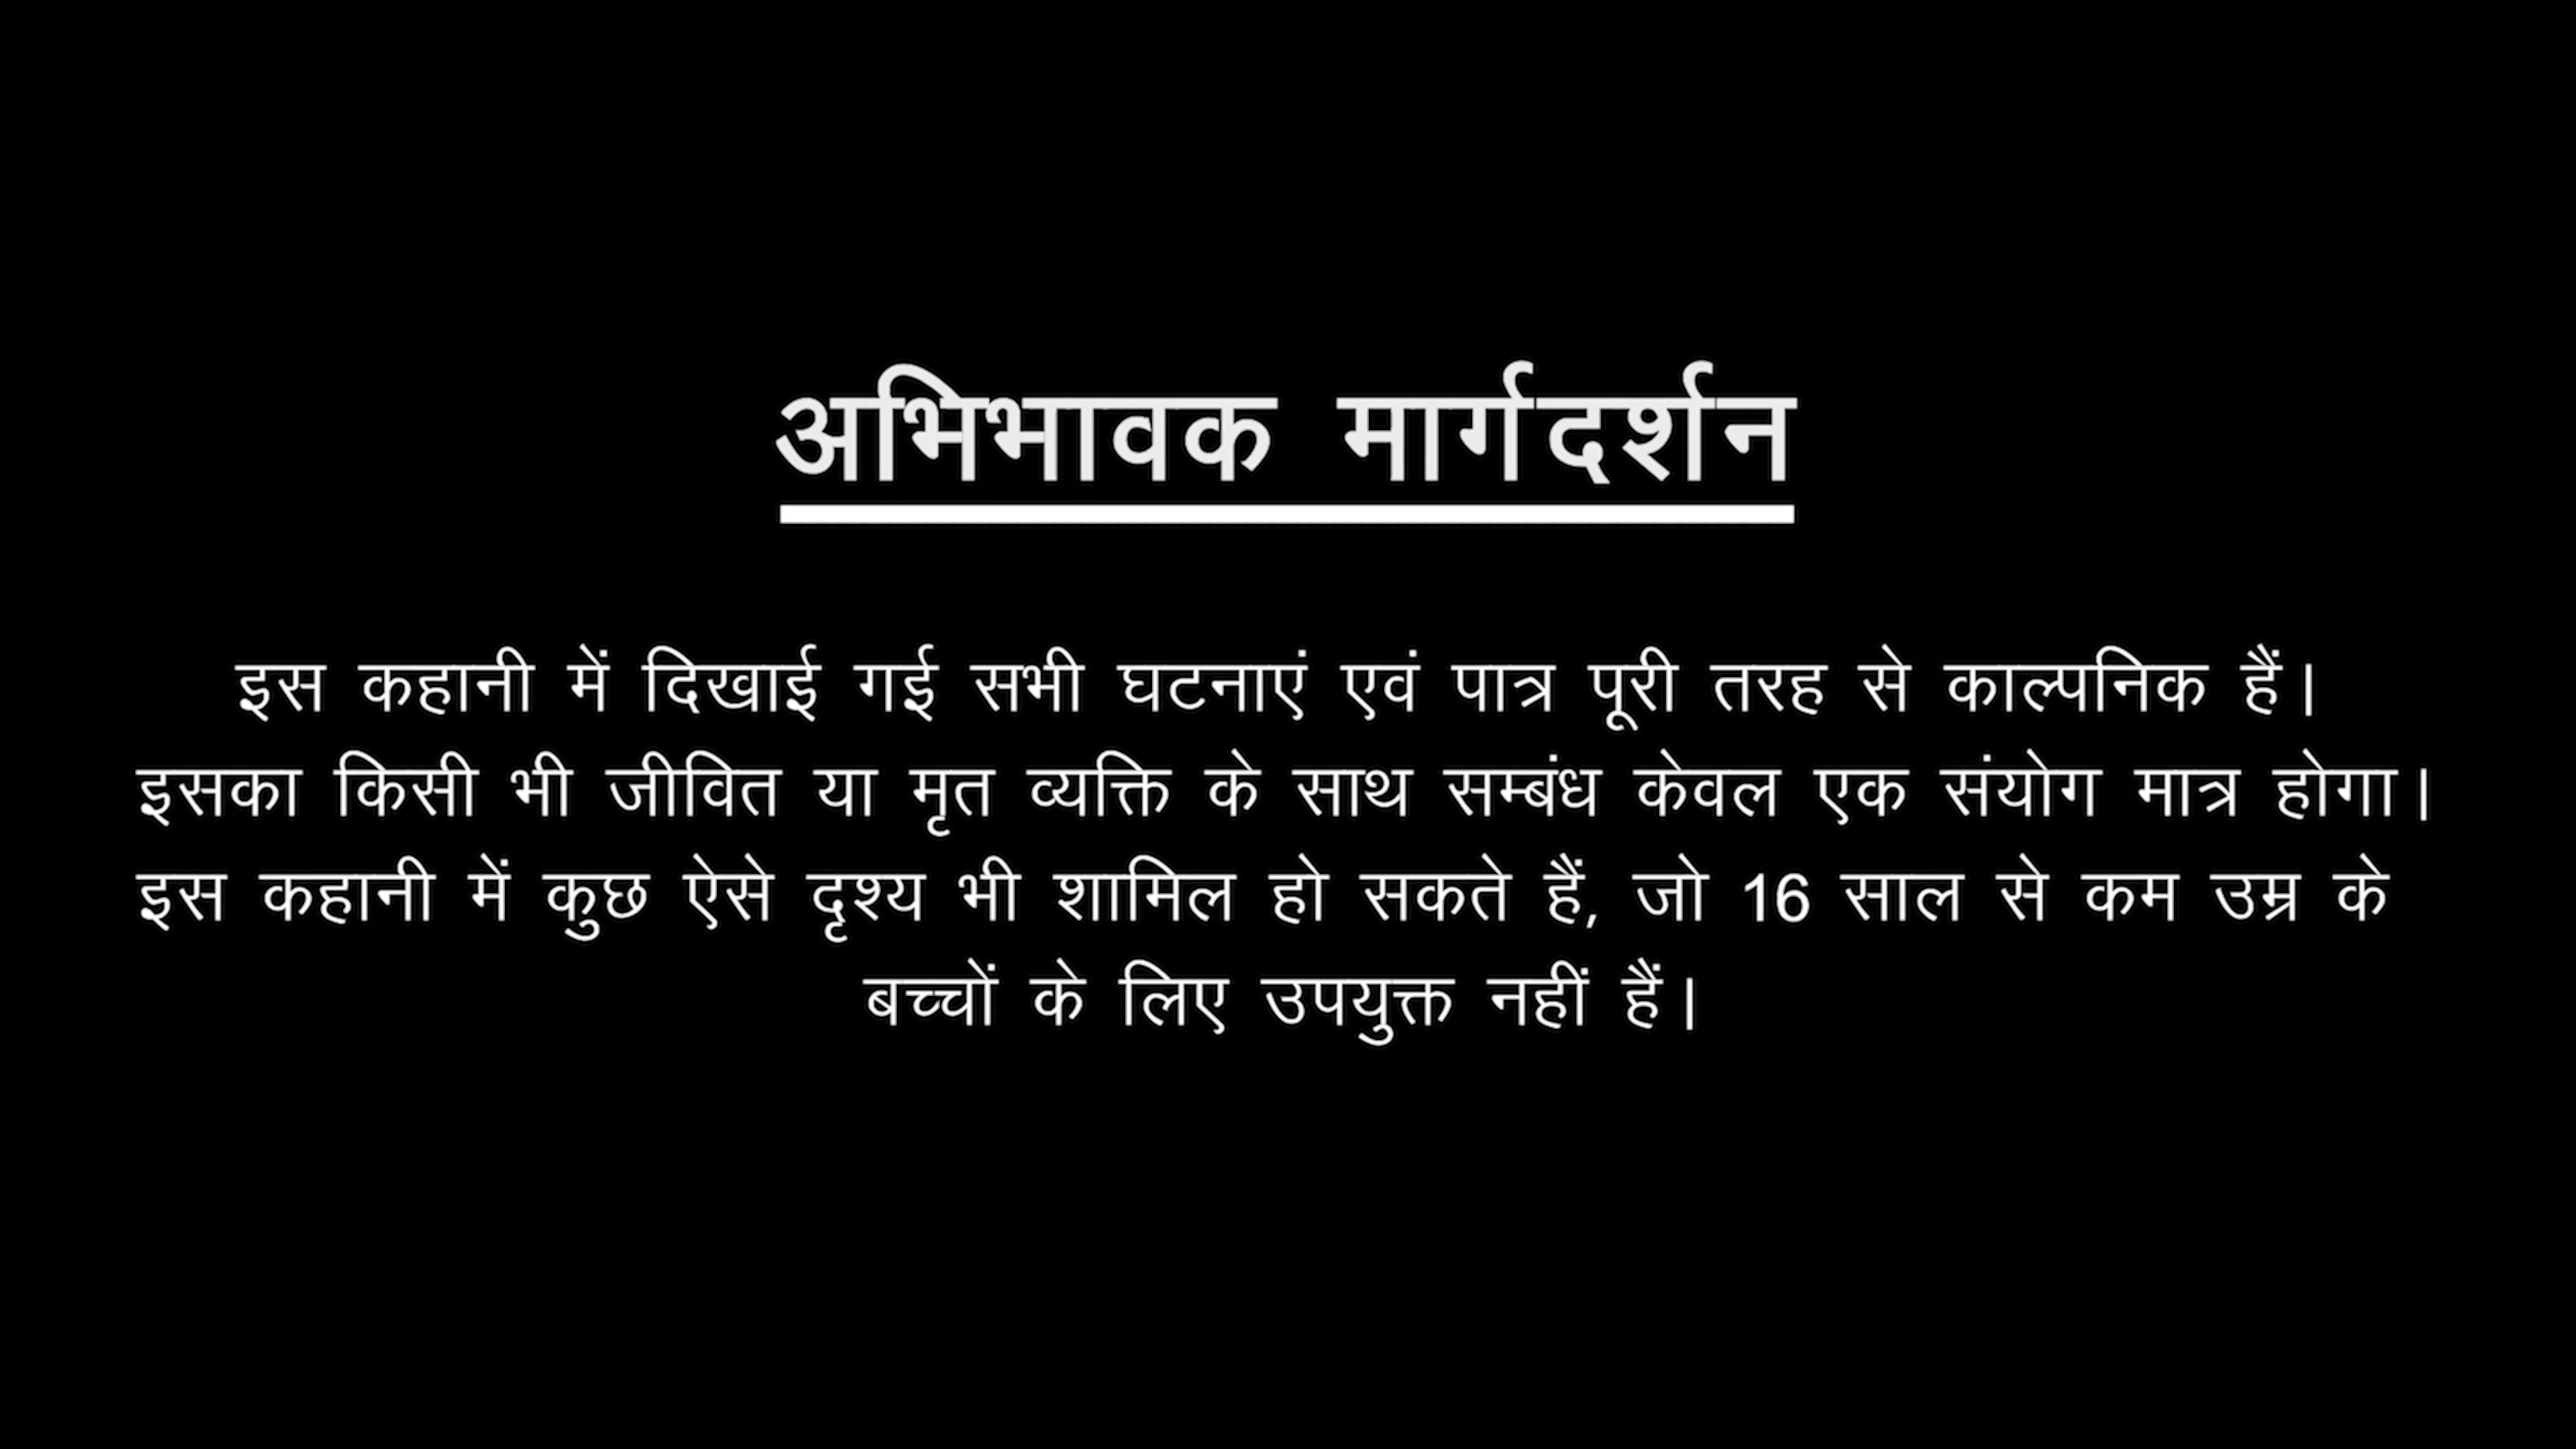 अभिभावक मार्गदर्शन
इस कहानी में दिखाई गई सभी घटनाएं एवं पात्र पूरी तरह से काल्पनिक हैं।
इसका किसी भी जीवित या मृत व्यक्ति के साथ सम्बंध केवल एक संयोग मात्र होगा।
इस कहानी में कुछ ऐसे दृश्य भी शामिल हो सकते हैं, जो 16 साल से कम उम्र के
बच्चों के लिए उपयुक्त नहीं हैं।